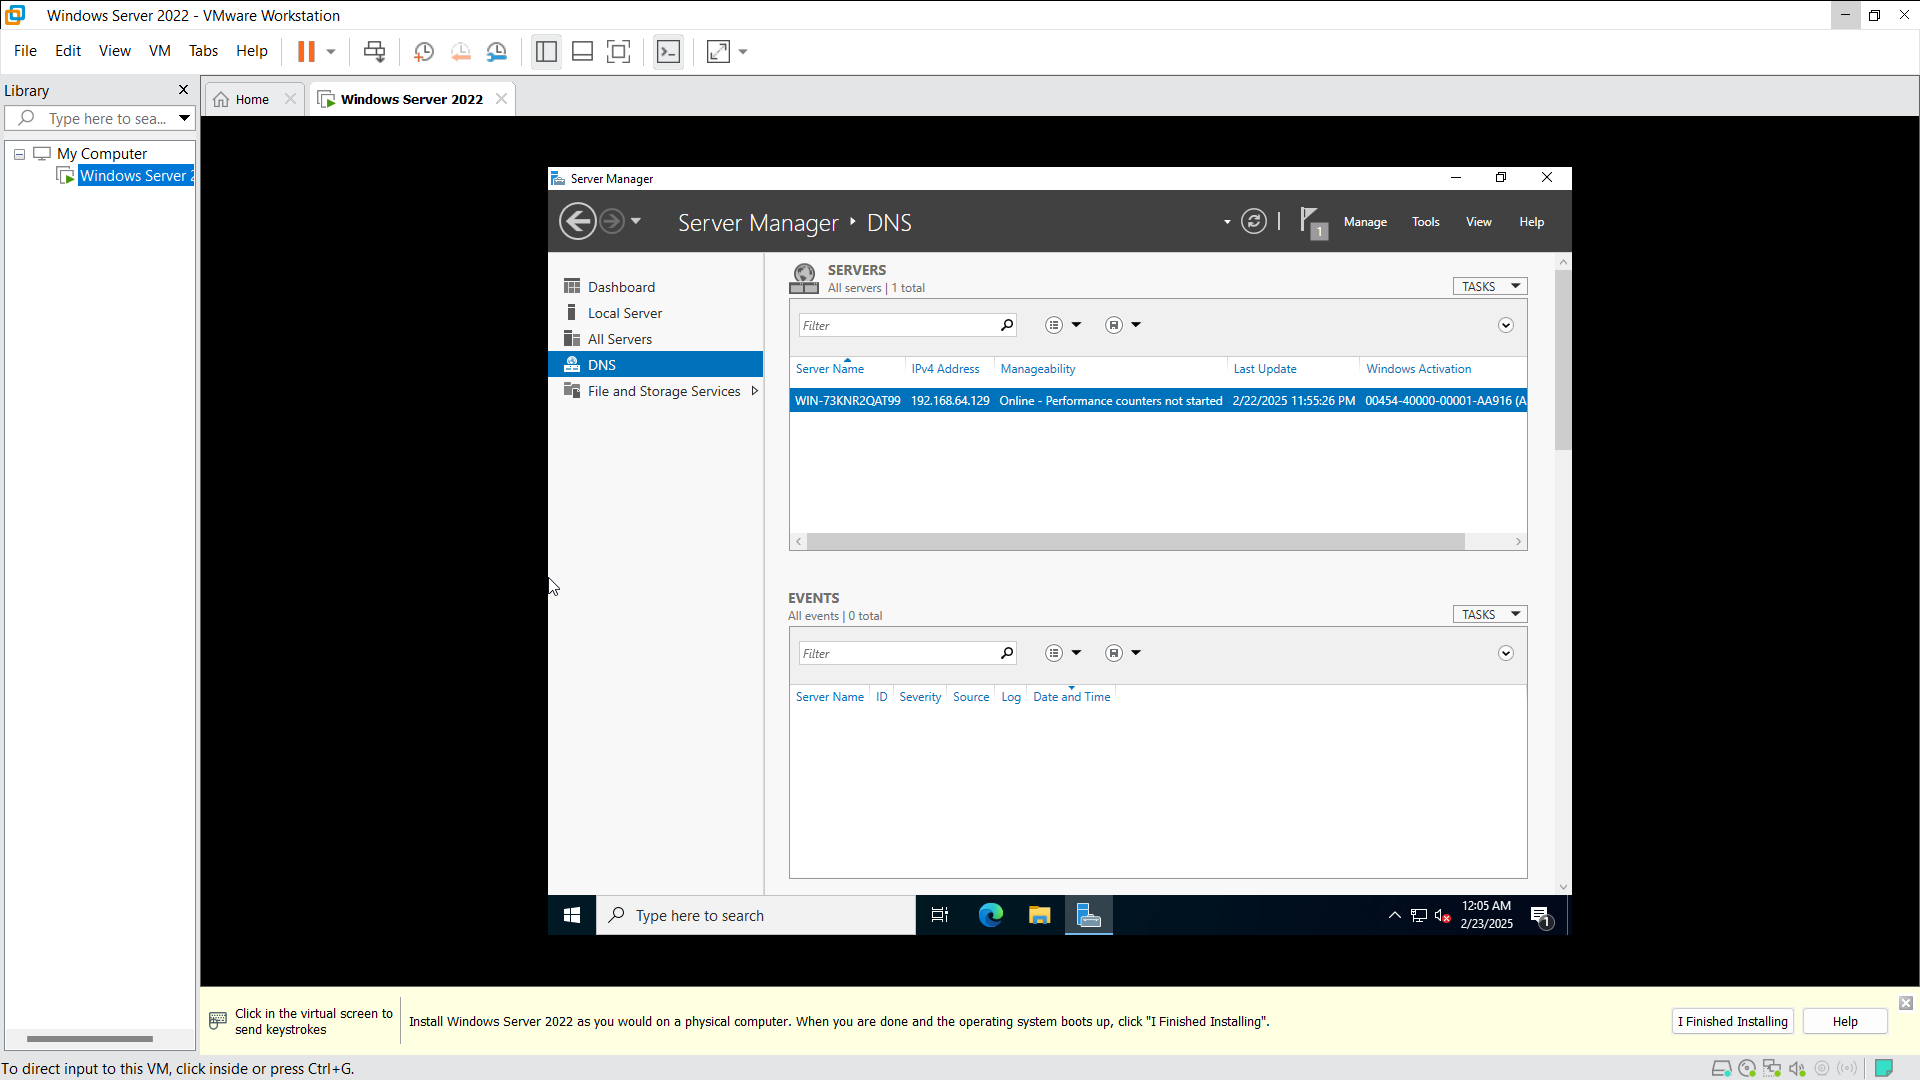 Windows Server 2022 - VMware Workstation
File Edit View VM Tabs Help
Library
Type here to sea...
Home
Windows Server 2022
My Computer
Windows Server 2
Server Manager
Server Manager DNS
1
Manage Tools View Help
Dashboard
Local Server
All Servers
DNS
File and Storage Services
SERVERS
All servers | 1 total
TASKS
Filter
Server Name IPv4 Address Manageability Last Update Windows Activation
WIN-73KNR2QAT99 192.168.64.129 Online - Performance counters not started 2/22/2025 11:55:26 PM 00454-40000-00001-AA916 (A
EVENTS
All events | 0 total
TASKS
Filter
Server Name ID Severity Source Log Date and Time
Type here to search
12:05 AM
2/23/2025
1
Click in the virtual screen to
send keystrokes
Install Windows Server 2022 as you would on a physical computer. When you are done and the operating system boots up, click "I Finished Installing".
I Finished Installing
Help
To direct input to this VM, click inside or press Ctrl+G.